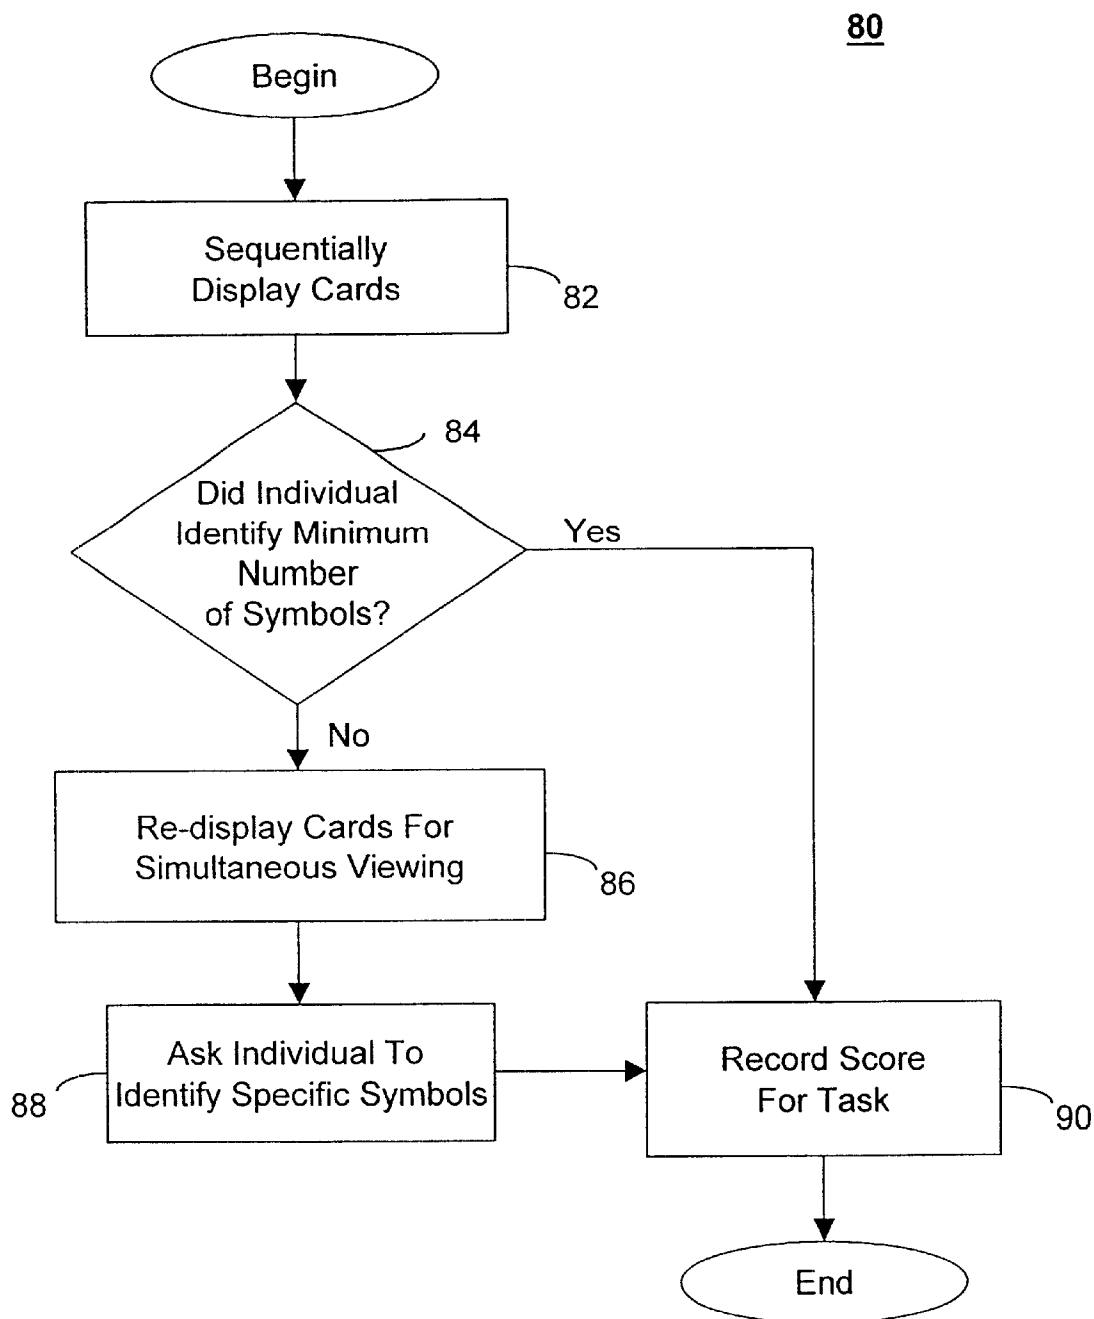 80
Begin
Sequentially
Display Cards
82
84
Did Individual
Identify Minimum
Number
of Symbols?
Yes
No
Re-display Cards For
Simultaneous Viewing
86
Ask Individual To
Identify Specific Symbols
88
Record Score
For Task
90
End